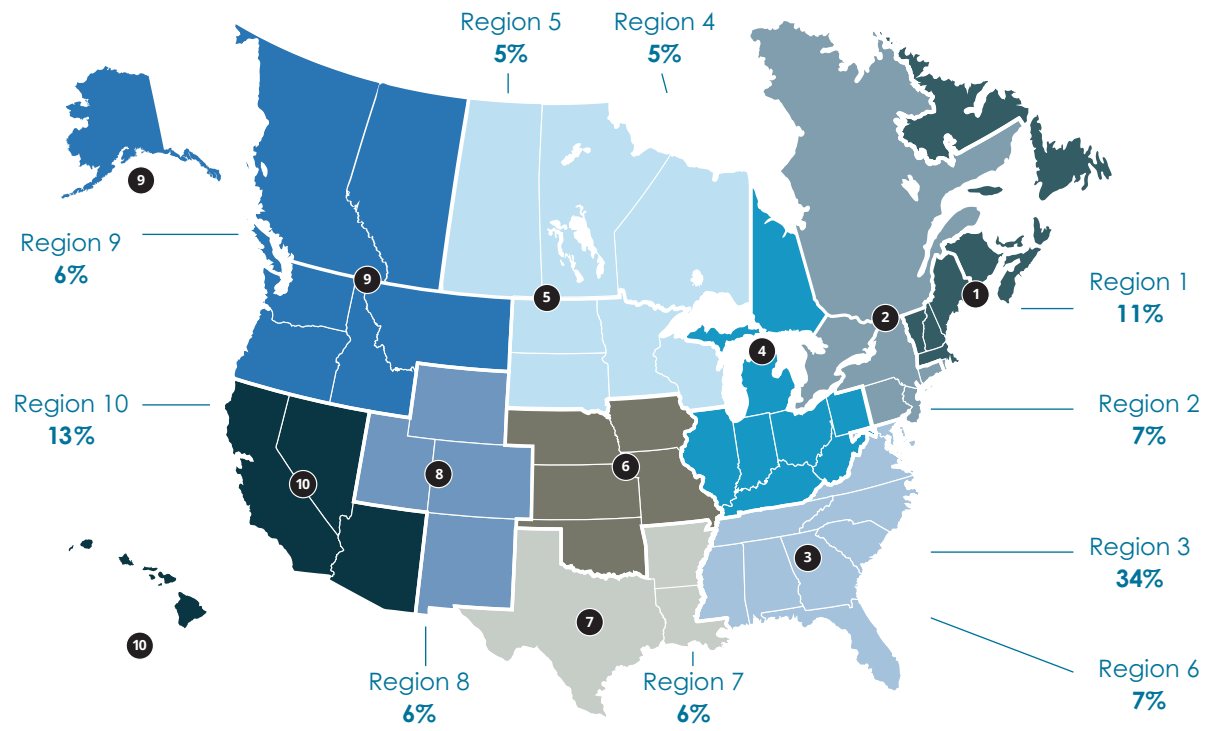 Region 5
5%
Region 4
5%
9
Region 9
6%
9
5
1
Region 1
11%
2
4
Region 10
13%
Region 2
7%
6
8
10
Region 3
34%
3
7
10
Region 8
6%
Region 7
6%
Region 6
7%